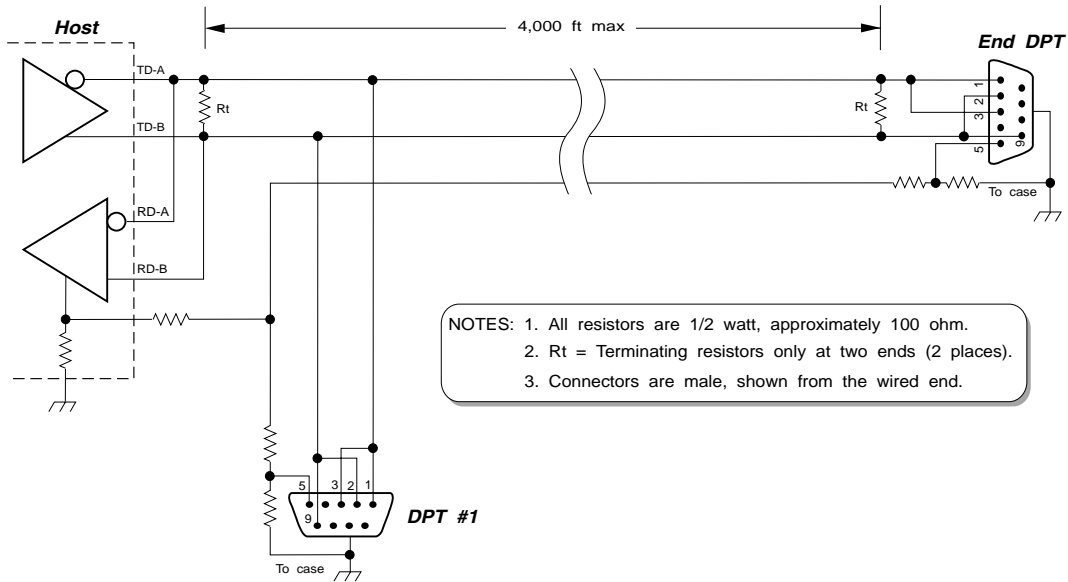 Host
4,000 ft max
End DPT
TD-A
Rt
TD-B
Rt
1
2
3
9
5
To case
RD-A
RD-B
NOTES: 1. All resistors are 1/2 watt, approximately 100 ohm.
2. Rt = Terminating resistors only at two ends (2 places).
3. Connectors are male, shown from the wired end.
5 3 2 1
9
DPT #1
To case